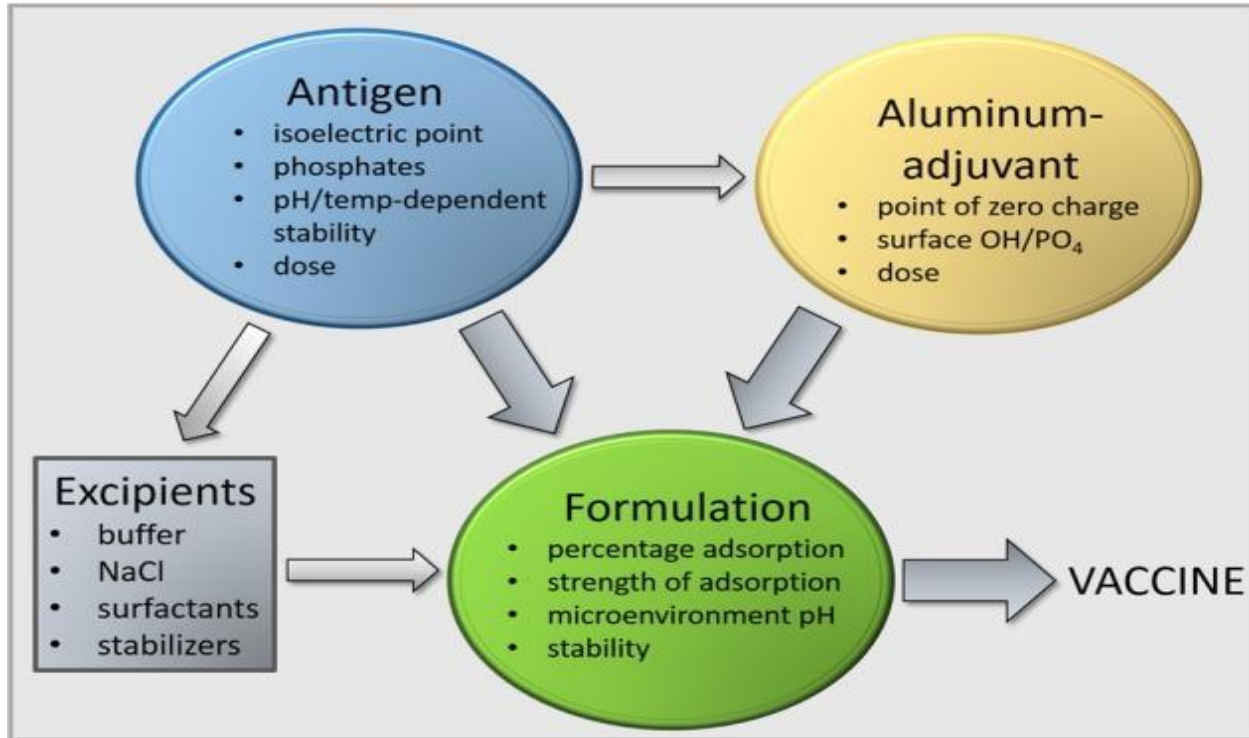 Antigen
• isoelectric point
• phosphates
• pH/temp-dependent
stability
• dose
Aluminum-
adjuvant
• point of zero charge
• surface OH/PO₄
• dose
Excipients
• buffer
• NaCl
• surfactants
• stabilizers
Formulation
• percentage adsorption
• strength of adsorption
• microenvironment pH
• stability
VACCINE